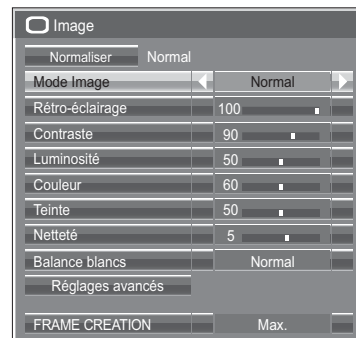 Image
Normaliser Normal
Mode Image Normal
Rétro-éclairage 100
Contraste 90
Luminosité 50
Couleur 60
Teinte 50
Netteté 5
Balance blancs Normal
Réglages avancés
FRAME CREATION Max.